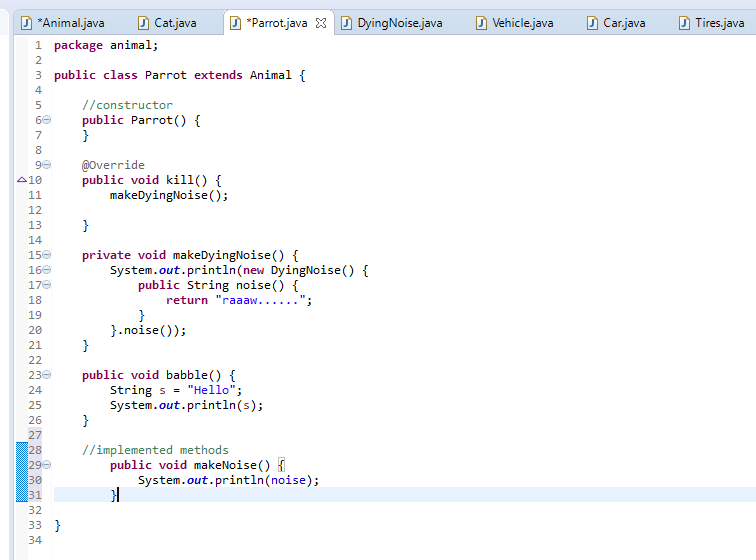 *Animal.java Cat.java *Parrot.java DyingNoise.java Vehicle.java Car.java Tires.java
1 package animal;
2
3 public class Parrot extends Animal {
4
5     //constructor
6     public Parrot() {
7     }
8
9     @Override
10     public void kill() {
11         makeDyingNoise();
12
13     }
14
15     private void makeDyingNoise() {
16         System.out.println(new DyingNoise() {
17             public String noise() {
18                 return "raaaw......";
19             }
20         }.noise());
21     }
22
23     public void babble() {
24         String s = "Hello";
25         System.out.println(s);
26     }
27
28     //implemented methods
29         public void makeNoise() {
30             System.out.println(noise);
31         }
32
33 }
34